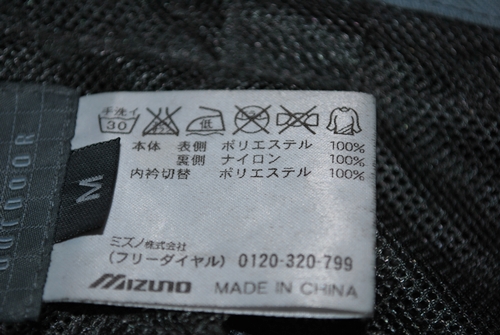 手洗イ
30
低
本体 表側 ポリエステル 100%
裏側 ナイロン 100%
内衿切替 ポリエステル 100%
M
OUTDOOR
ミズノ株式会社
(フリーダイヤル) 0120-320-799
MIZUNO MADE IN CHINA